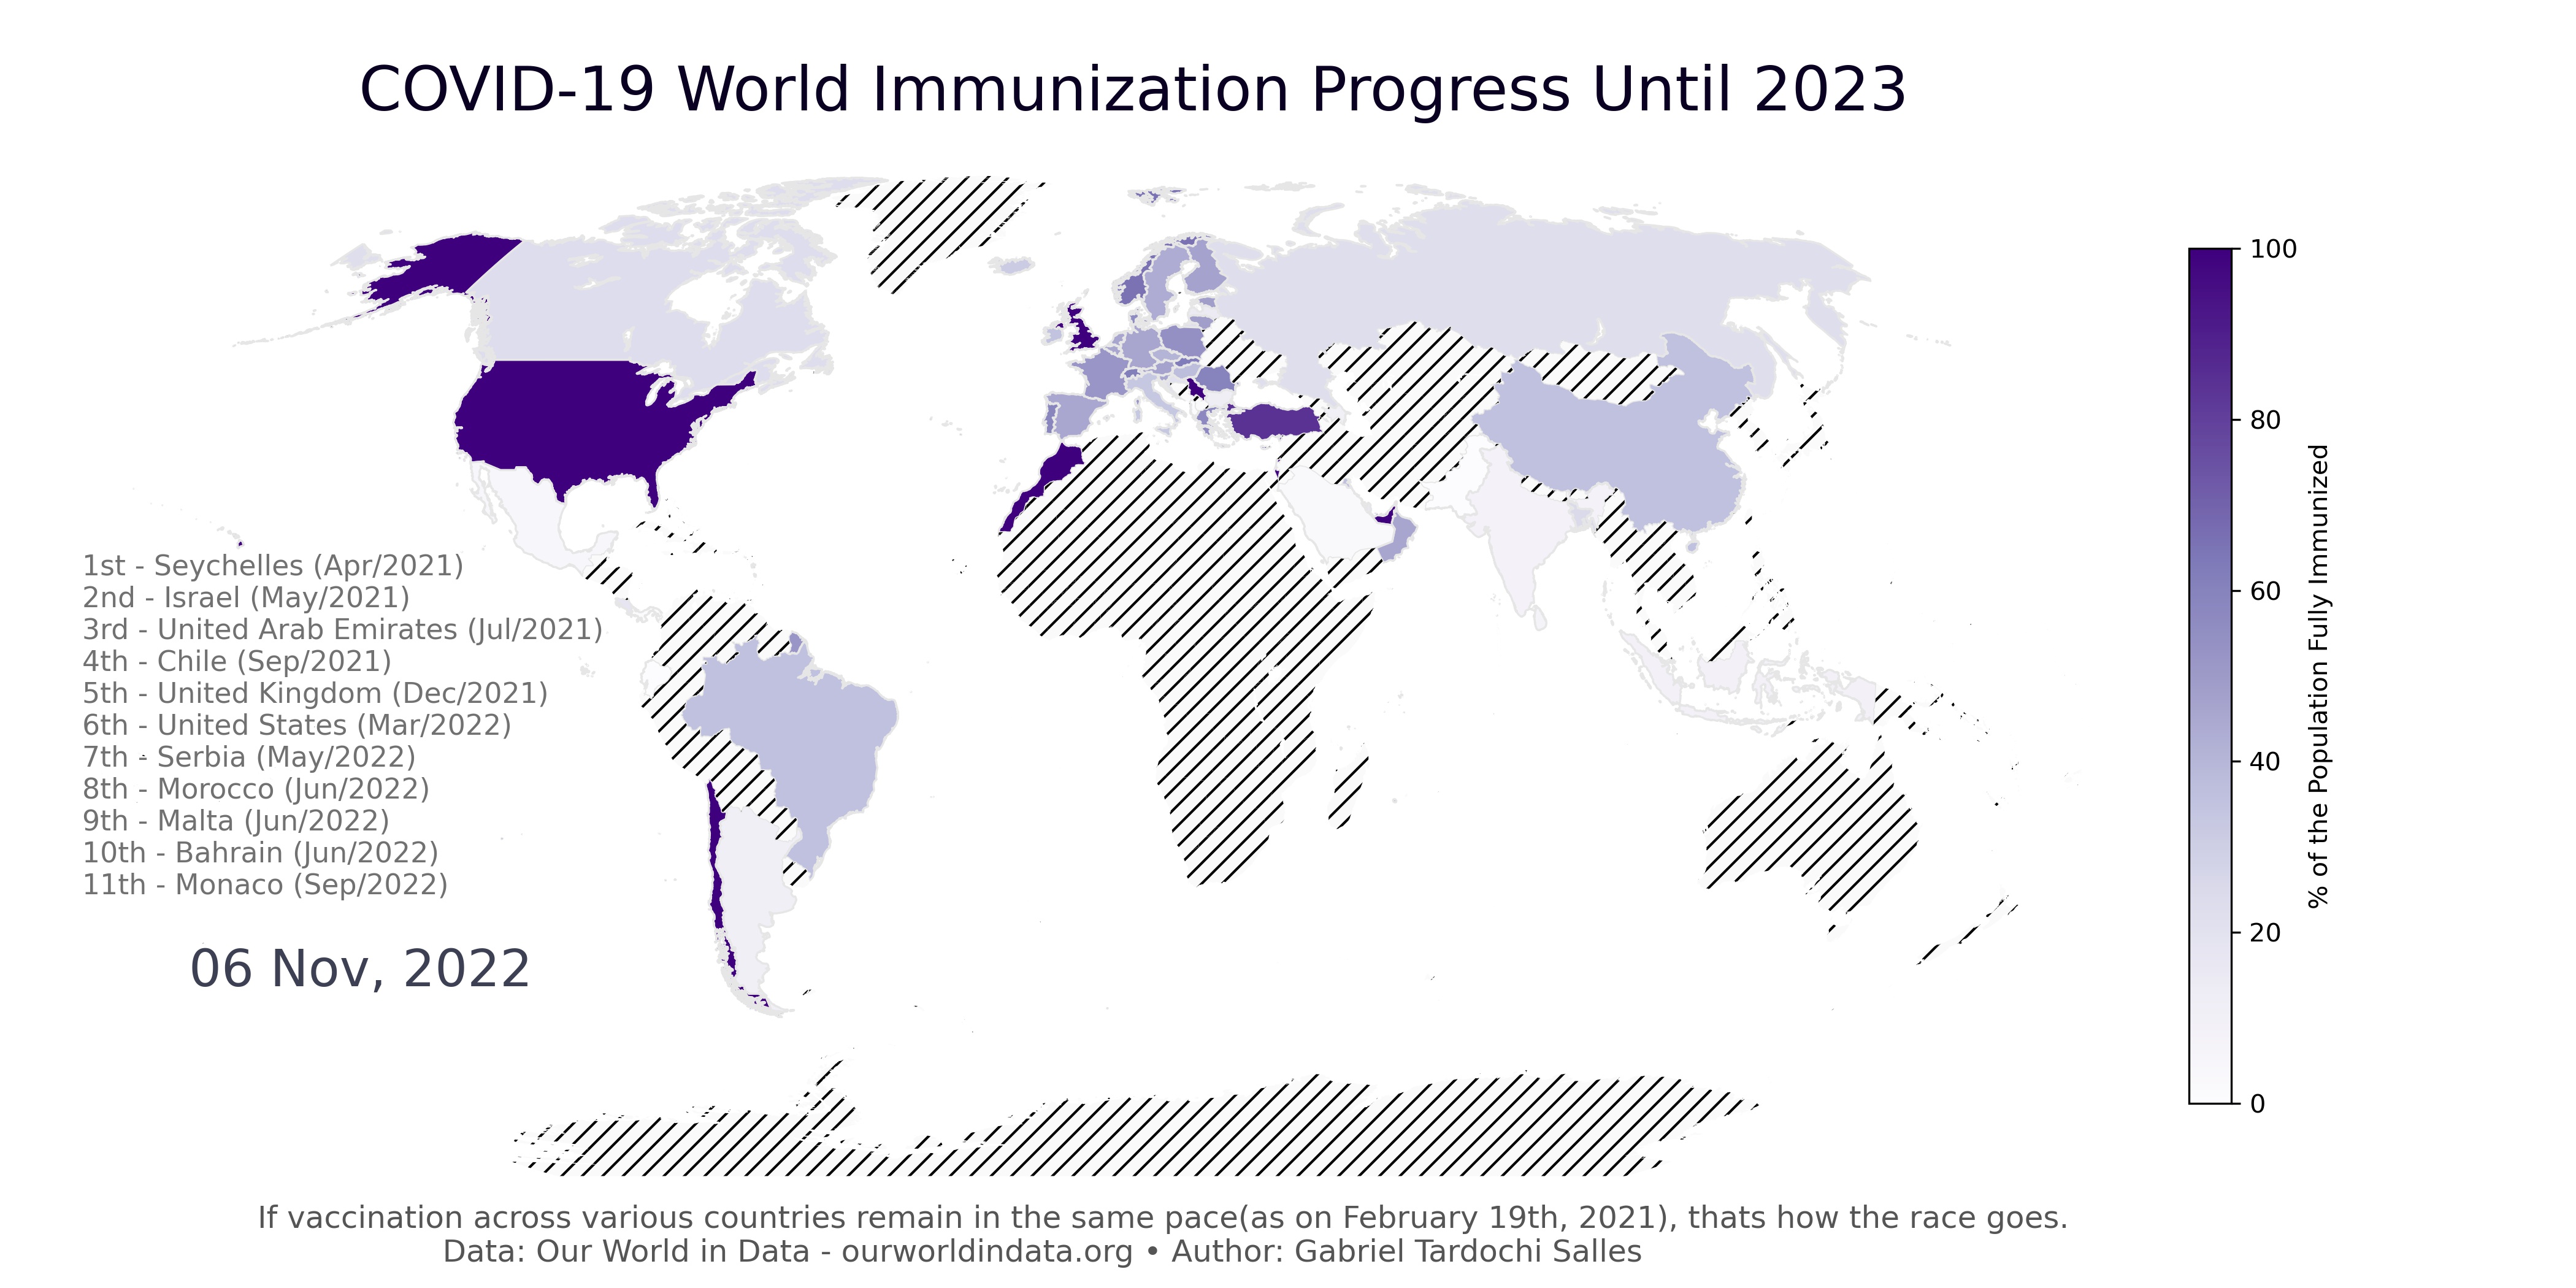 COVID-19 World Immunization Progress Until 2023
1st - Seychelles (Apr/2021)
2nd - Israel (May/2021)
3rd - United Arab Emirates (Jul/2021)
4th - Chile (Sep/2021)
5th - United Kingdom (Dec/2021)
6th - United States (Mar/2022)
7th - Serbia (May/2022)
8th - Morocco (Jun/2022)
9th - Malta (Jun/2022)
10th - Bahrain (Jun/2022)
11th - Monaco (Sep/2022)
06 Nov, 2022
100
80
60
40
20
0
% of the Population Fully Immunized
If vaccination across various countries remain in the same pace(as on February 19th, 2021), thats how the race goes.
Data: Our World in Data - ourworldindata.org • Author: Gabriel Tardochi Salles